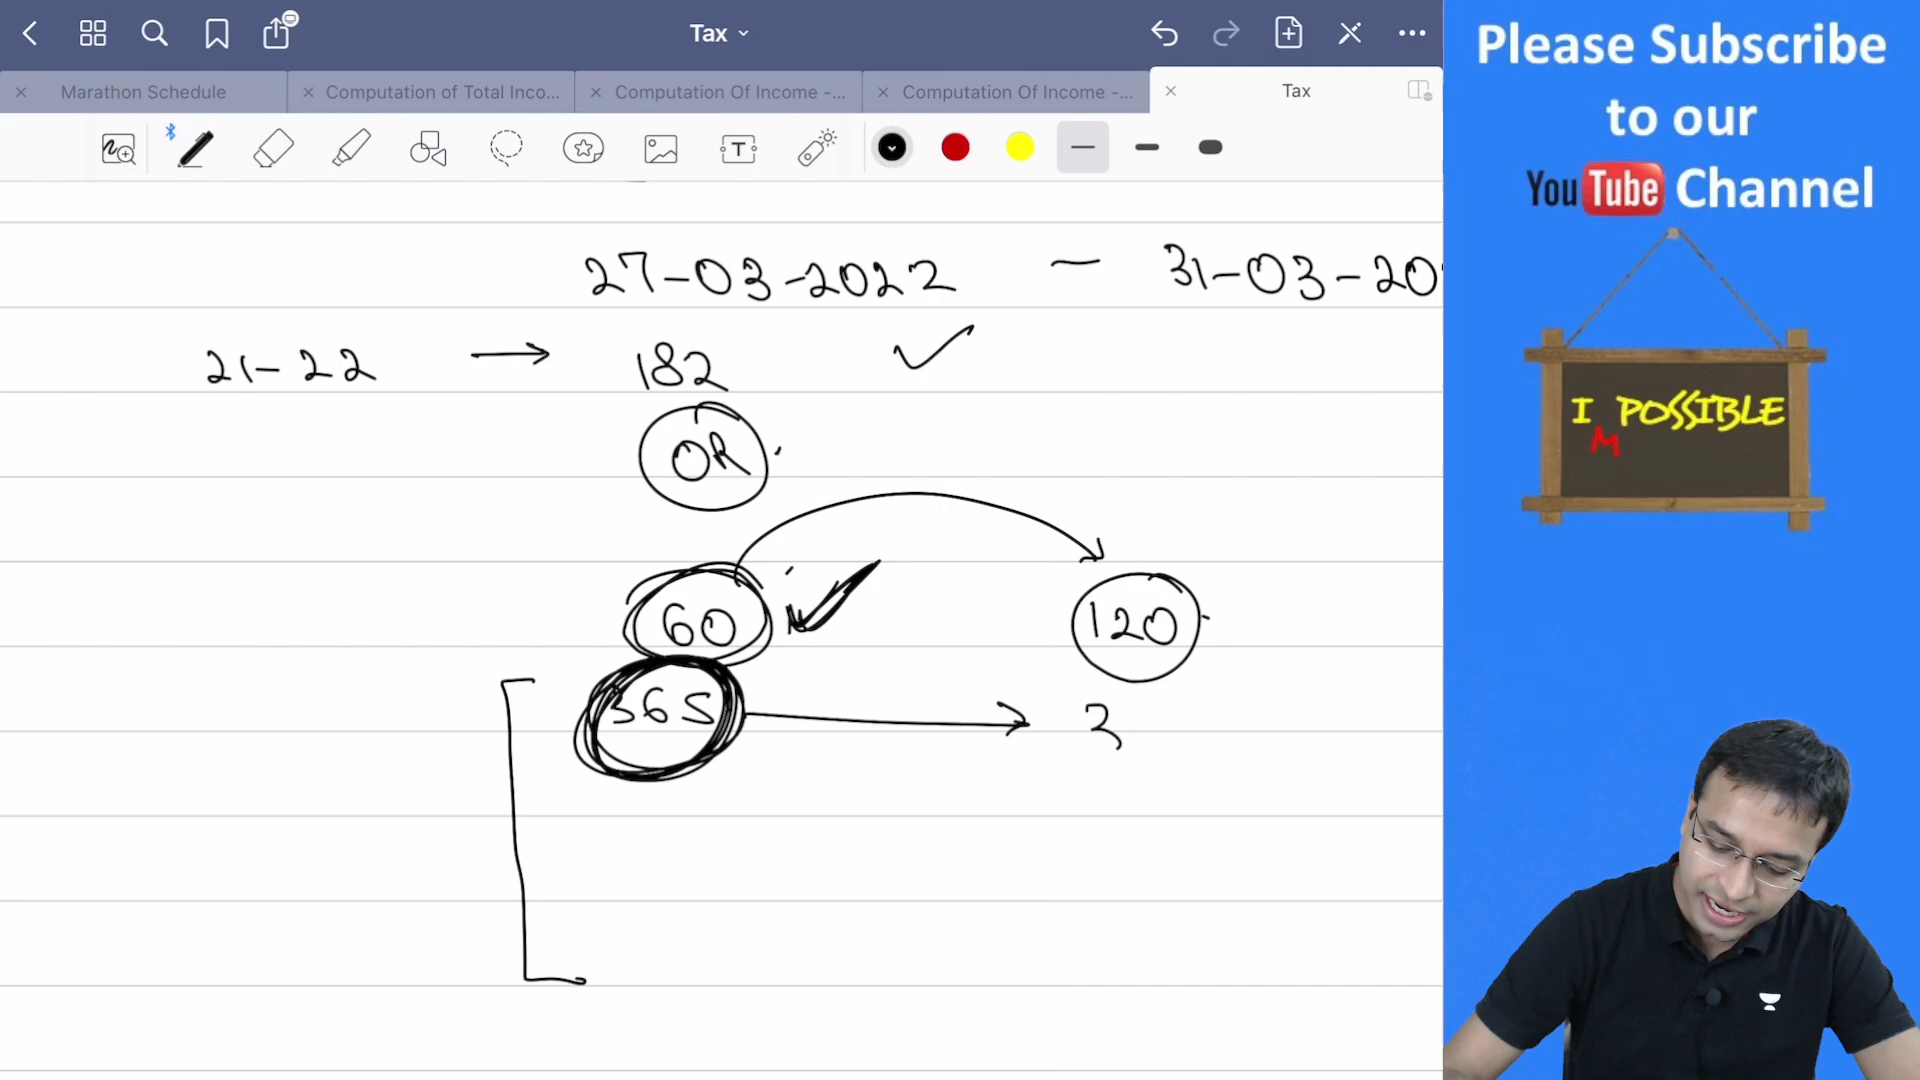 Tax
Marathon Schedule
Computation of Total Inco...
Computation Of Income -...
Computation Of Income -...
Tax
T
27-03-2022 - 31-03-20
21-22 → 182 ✓
OR
60 ✓ 120
365 → 3
Please Subscribe
to our
YouTube Channel
I POSSIBLE
M